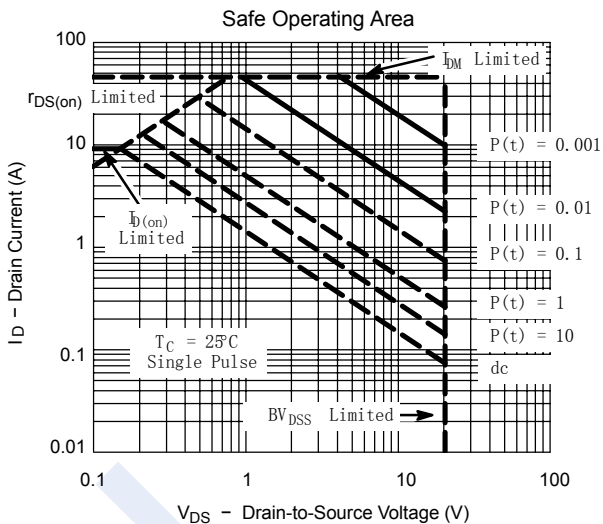 Safe Operating Area
100
I_DM Limited
r_DS(on) Limited
10
P(t) = 0.001
I_D(on)
Limited
P(t) = 0.01
1
P(t) = 0.1
P(t) = 1
T_C = 25°C
Single Pulse
P(t) = 10
0.1
dc
BV_DSS Limited
0.01
0.1
1
10
100
I_D – Drain Current (A)
V_DS – Drain-to-Source Voltage (V)